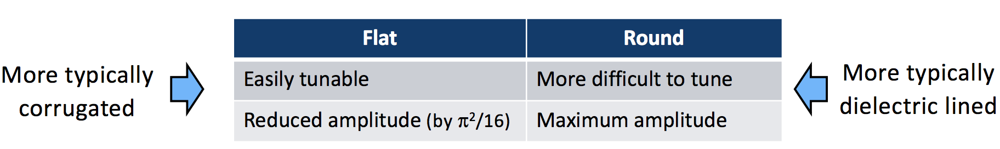 Flat Round
More typically
corrugated
Easily tunable More difficult to tune
Reduced amplitude (by π²/16) Maximum amplitude
More typically
dielectric lined